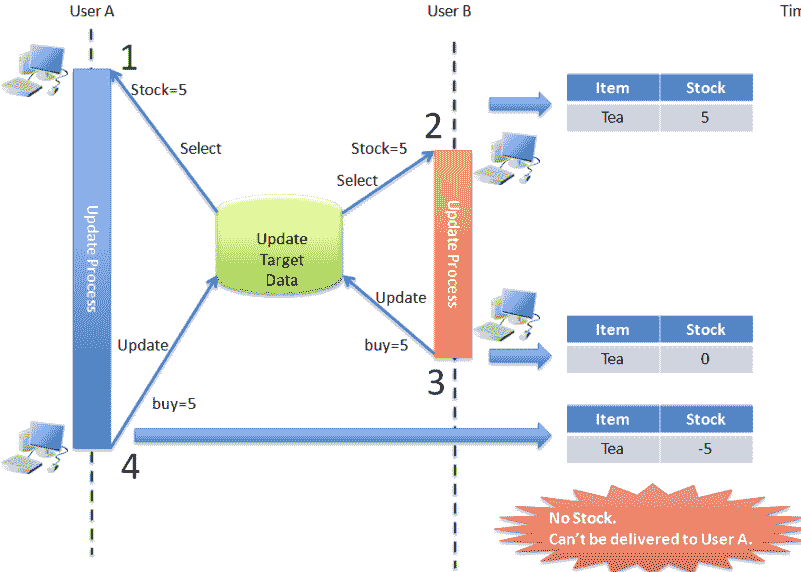 User A
User B
Tim
1
Stock=5
Select
2
Stock=5
Select
Item Stock
Tea 5
Update Process
Update
Target
Data
Update Process
Update
buy=5
3
Item Stock
Tea 0
Update
buy=5
4
Item Stock
Tea -5
No Stock.
Can't be delivered to User A.